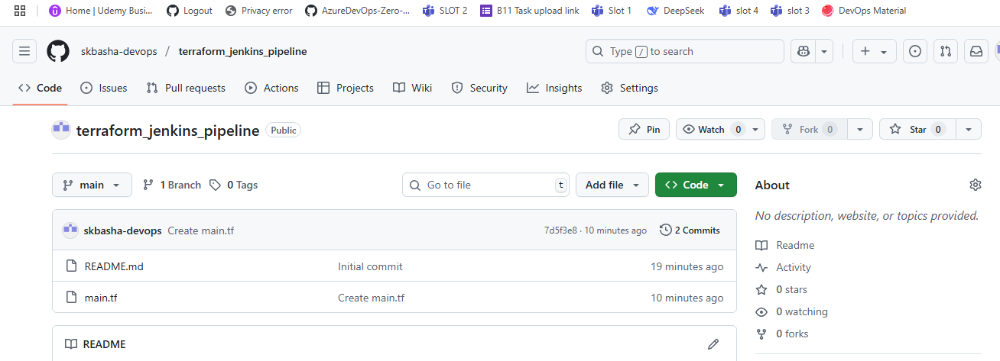 Home | Udemy Busi... Logout Privacy error AzureDevOps-Zero-... SLOT 2 B11 Task upload link Slot 1 DeepSeek slot 4 slot 3 DevOps Material
skbasha-devops / terraform_jenkins_pipeline Type / to search
Code Issues Pull requests Actions Projects Wiki Security Insights Settings
terraform_jenkins_pipeline Public Pin Watch 0 Fork 0 Star 0
main 1 Branch 0 Tags Go to file t Add file Code About
No description, website, or topics provided.
skbasha-devops Create main.tf 7d5f3e8 · 10 minutes ago 2 Commits
README.md Initial commit 19 minutes ago
main.tf Create main.tf 10 minutes ago
README
Readme
Activity
0 stars
0 watching
0 forks